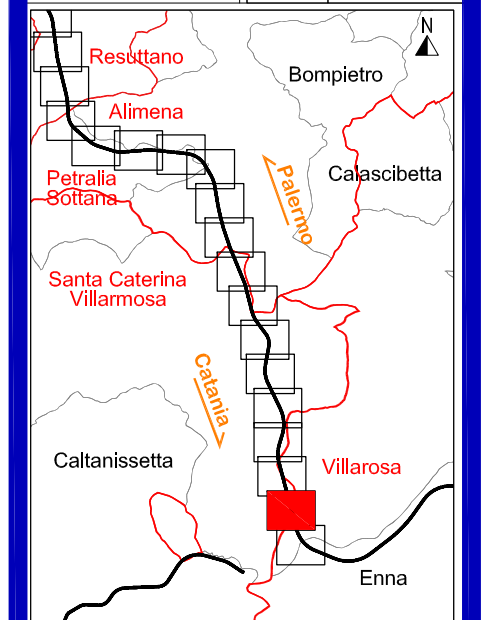 N
Resuttano
Bompietro
Alimena
Calascibetta
Petralia
Sottana
Palermo
Santa Caterina
Villarmosa
Catania
Caltanissetta
Villarosa
Enna